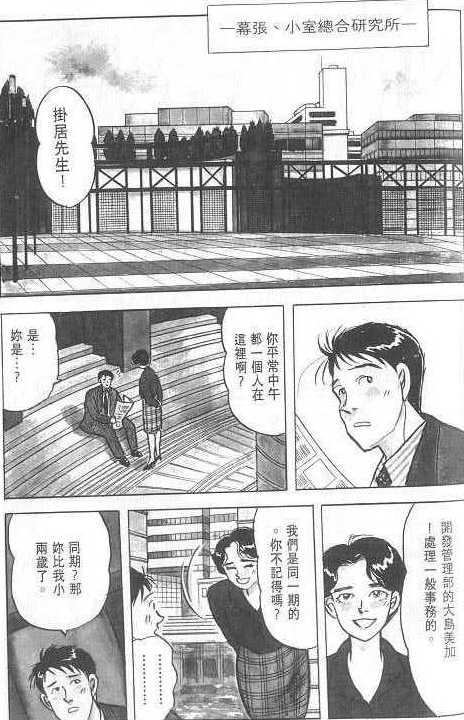 —幕張、小室總合研究所—
掛居先生！
你平常中午
都一個人在
這裡啊？
是⋯
妳是⋯？
開發管理部的大島美加
！處理一般事務的。
我們是同一期的
。你不記得嗎？
⋯⋯⋯
同期？那
妳比我小
兩歲了。